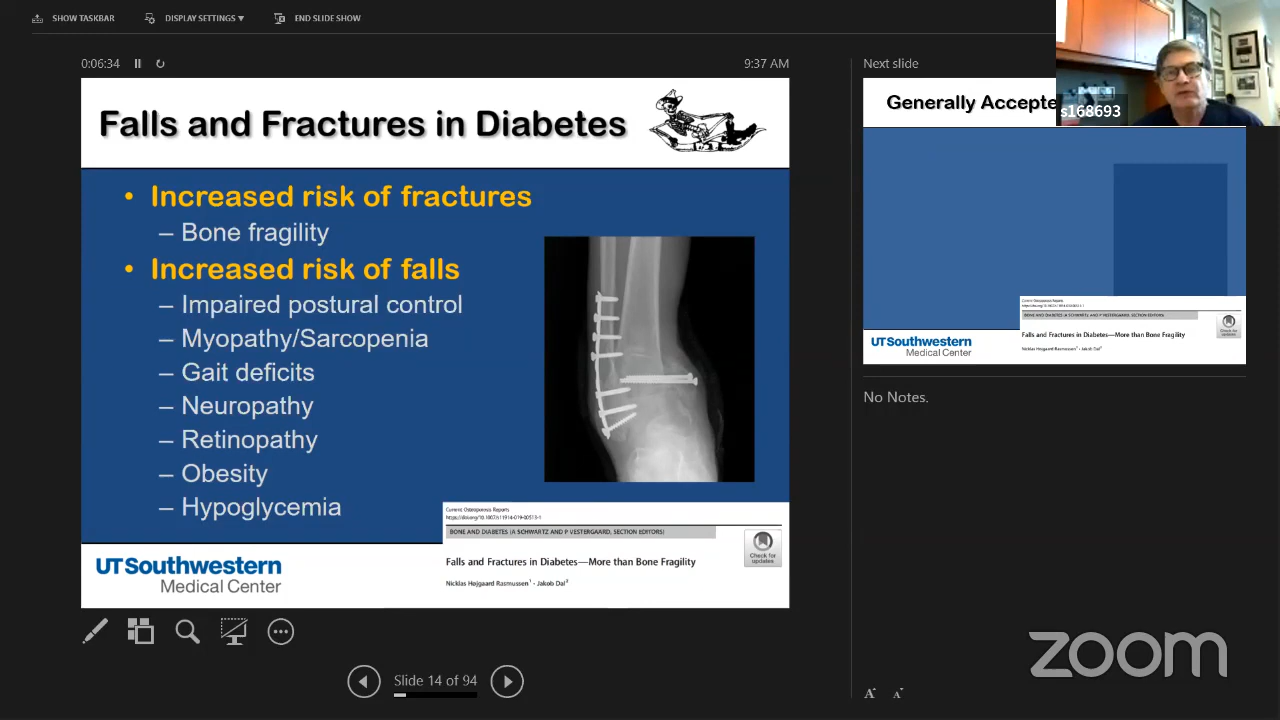 SHOW TASKBAR
DISPLAY SETTINGS ▾
END SLIDE SHOW
0:06:34
9:37 AM
Falls and Fractures in Diabetes
• Increased risk of fractures
– Bone fragility
• Increased risk of falls
– Impaired postural control
– Myopathy/Sarcopenia
– Gait deficits
– Neuropathy
– Retinopathy
– Obesity
– Hypoglycemia
Current Osteoporosis Reports
https://doi.org/10.1007/s11914-019-00513-1
BONE AND DIABETES (A SCHWARTZ AND P VESTERGAARD, SECTION EDITORS)
Falls and Fractures in Diabetes—More than Bone Fragility
Nicklas Højgaard Rasmussen1 · Jakob Dal2
Check for
updates
UTSouthwestern
Medical Center
Slide 14 of 94
Next slide
Generally Accepte
s168693
Current Osteoporosis Reports
https://doi.org/10.1007/s11914-019-00513-1
BONE AND DIABETES (A SCHWARTZ AND P VESTERGAARD, SECTION EDITORS)
Falls and Fractures in Diabetes—More than Bone Fragility
Nicklas Højgaard Rasmussen1 · Jakob Dal2
Check for
updates
UTSouthwestern
Medical Center
No Notes.
zoom
A A